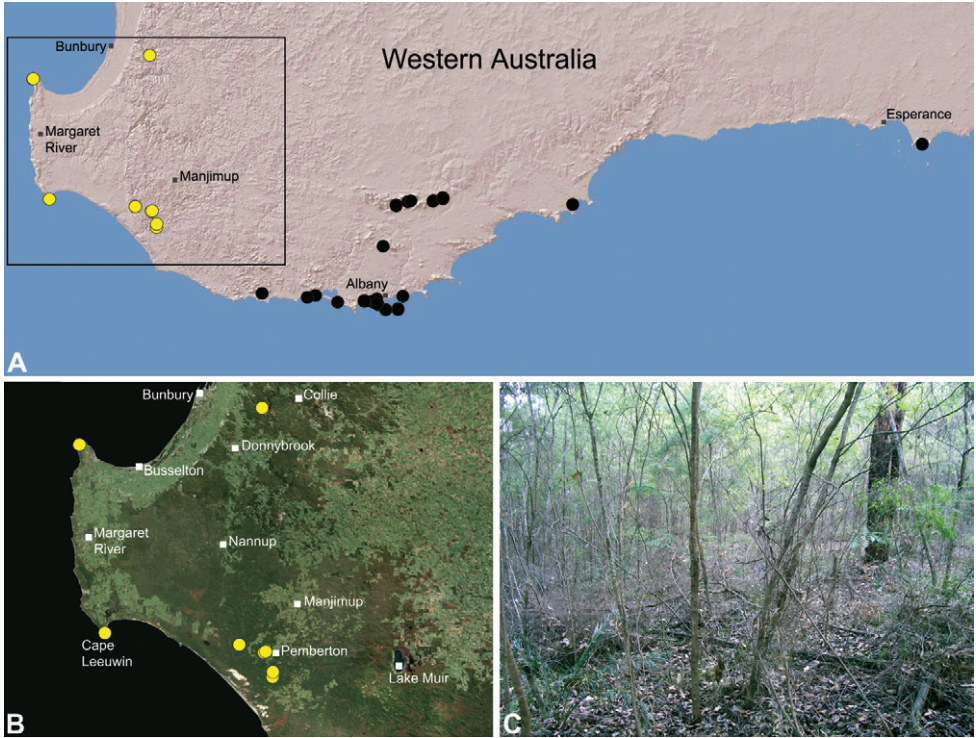 Bunbury
Western Australia
Esperance
Margaret
River
Manjimup
Albany
A
Bunbury
Collie
Donnybrook
Busselton
Margaret
River
Nannup
Manjimup
Cape
Leeuwin
Pemberton
Lake Muir
B
C